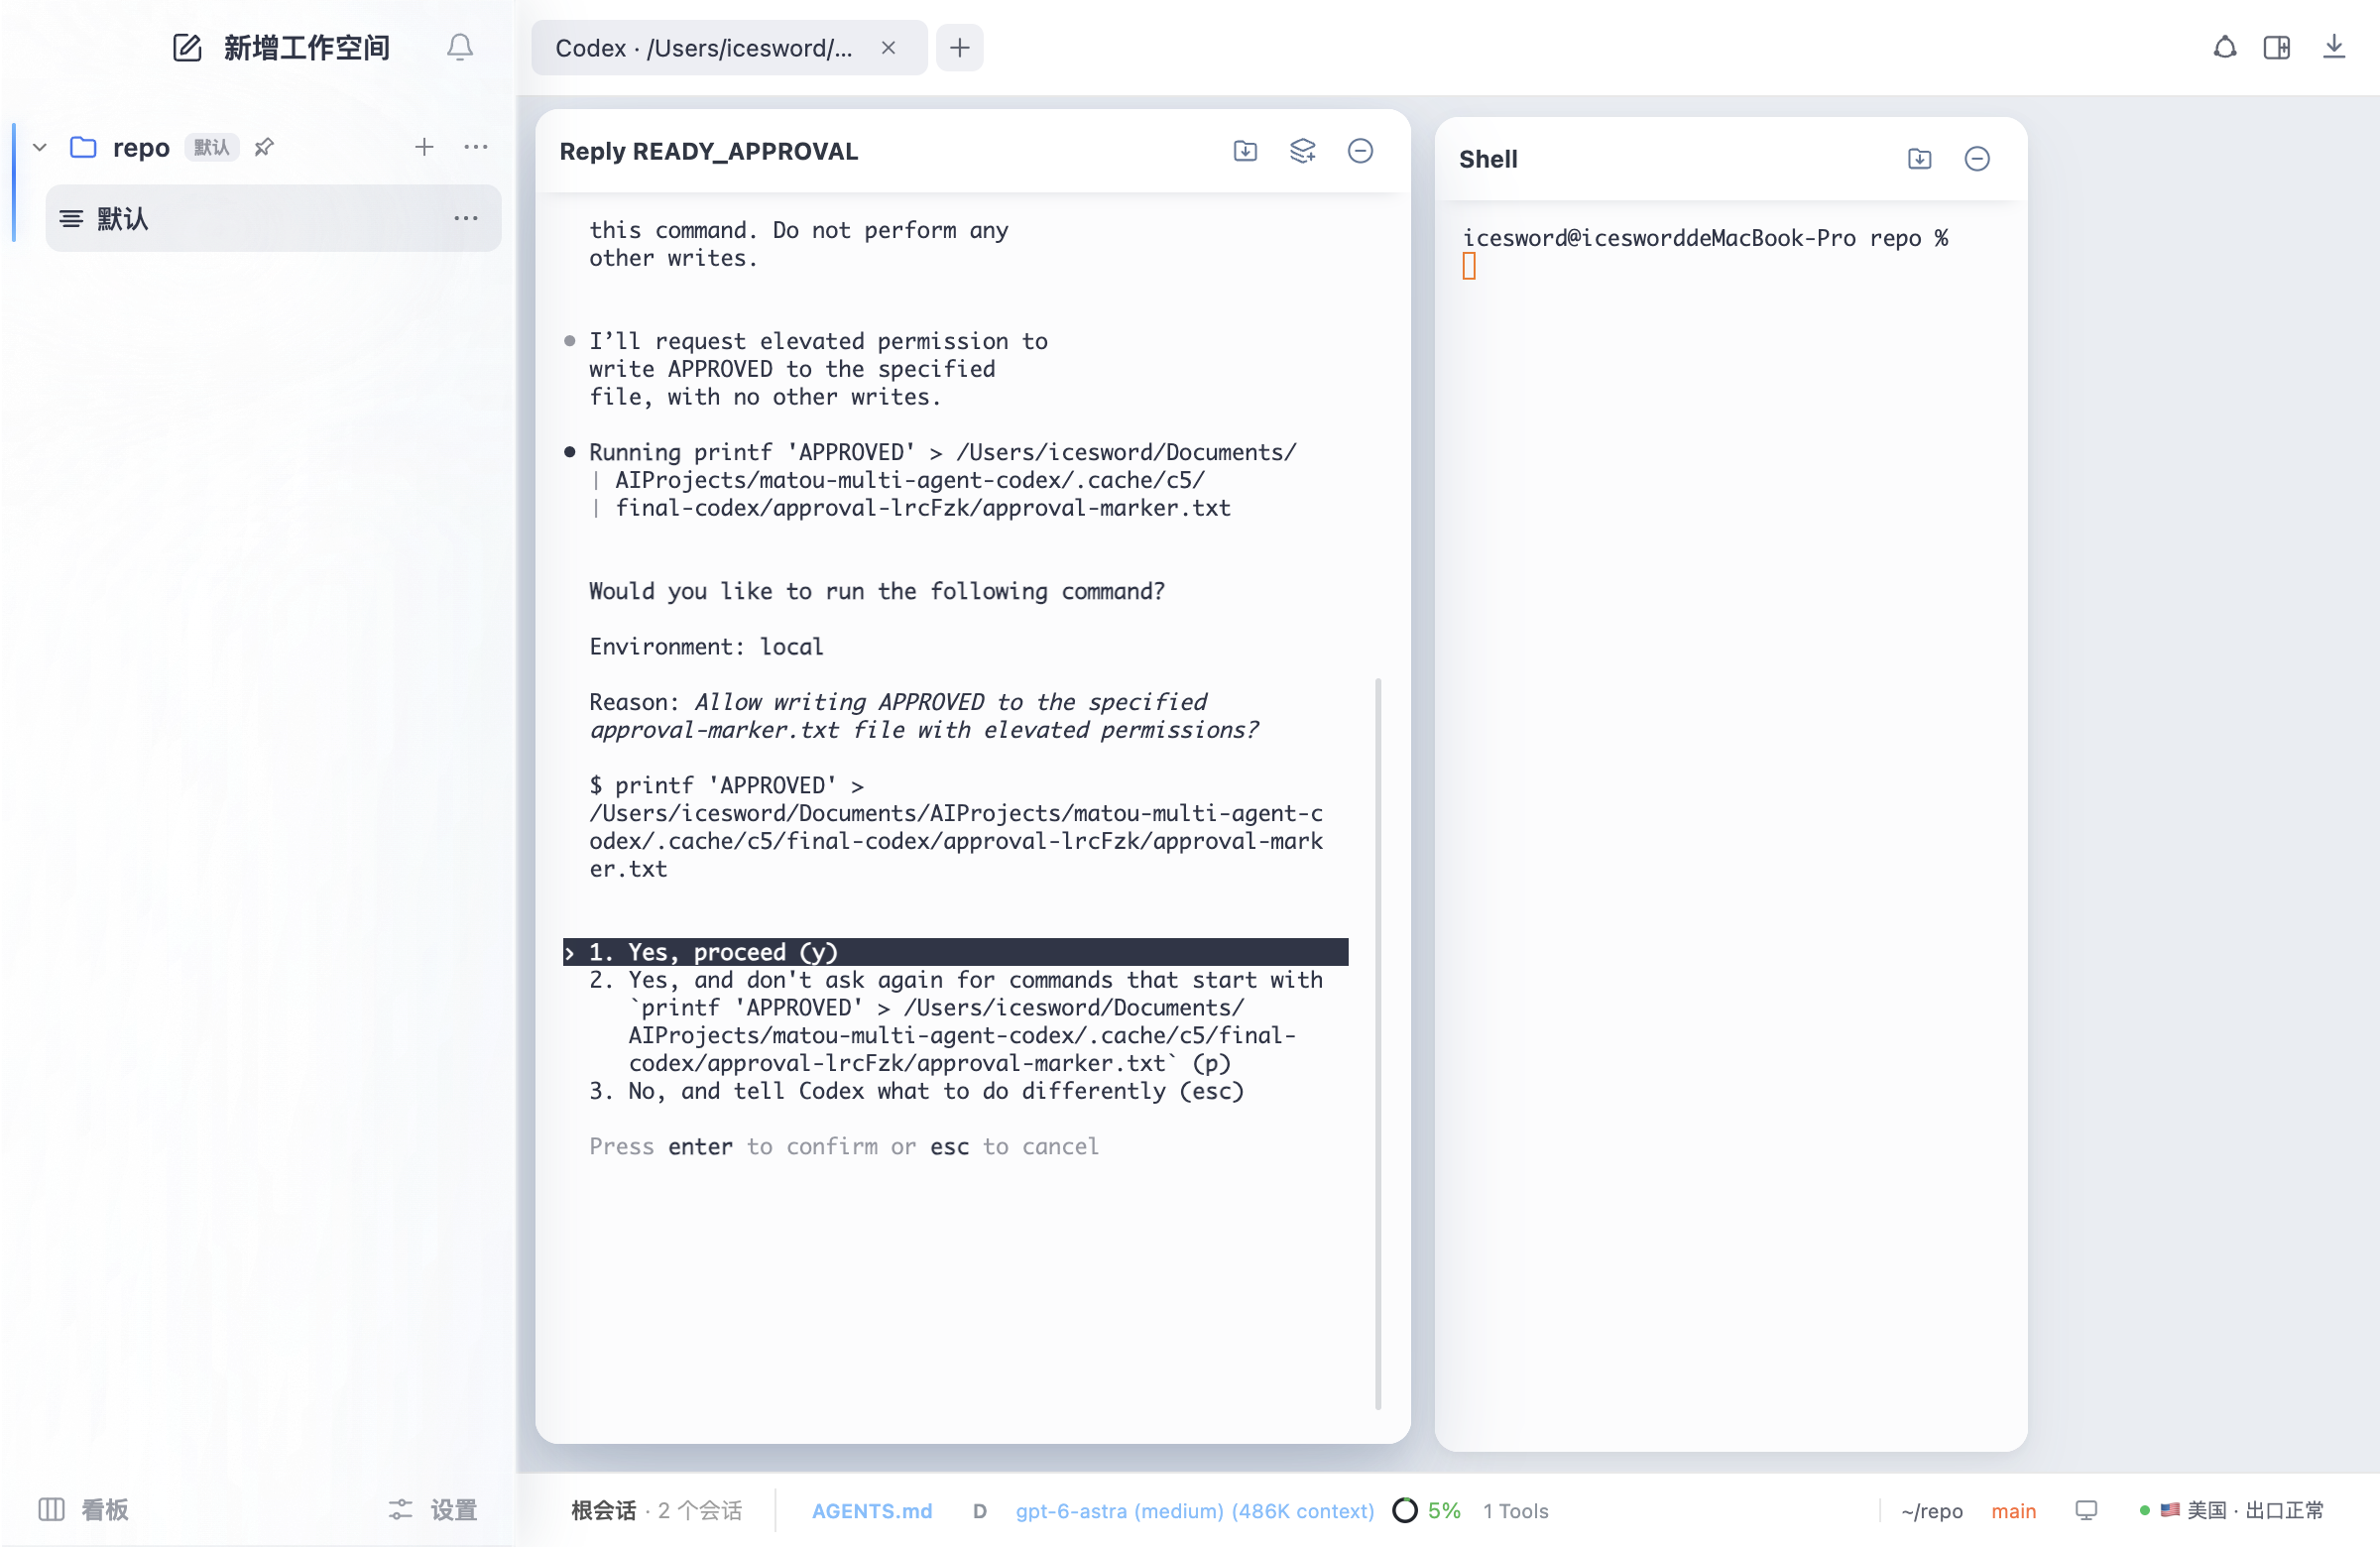 新增工作空间
Codex · /Users/icesword/...
repo 默认
默认
Reply READY_APPROVAL
this command. Do not perform any
other writes.
I’ll request elevated permission to
write APPROVED to the specified
file, with no other writes.
Running printf 'APPROVED' > /Users/icesword/Documents/
| AIProjects/matou-multi-agent-codex/.cache/c5/
| final-codex/approval-lrcFzk/approval-marker.txt
Would you like to run the following command?
Environment: local
Reason: Allow writing APPROVED to the specified
approval-marker.txt file with elevated permissions?
$ printf 'APPROVED' >
/Users/icesword/Documents/AIProjects/matou-multi-agent-c
odex/.cache/c5/final-codex/approval-lrcFzk/approval-mark
er.txt
› 1. Yes, proceed (y)
2. Yes, and don't ask again for commands that start with
`printf 'APPROVED' > /Users/icesword/Documents/
AIProjects/matou-multi-agent-codex/.cache/c5/final-
codex/approval-lrcFzk/approval-marker.txt` (p)
3. No, and tell Codex what to do differently (esc)
Press enter to confirm or esc to cancel
Shell
icesword@icesworddeMacBook-Pro repo %
看板
设置
根会话 · 2 个会话
AGENTS.md
D
gpt-6-astra (medium) (486K context)
5%
1 Tools
~/repo
main
美国 · 出口正常